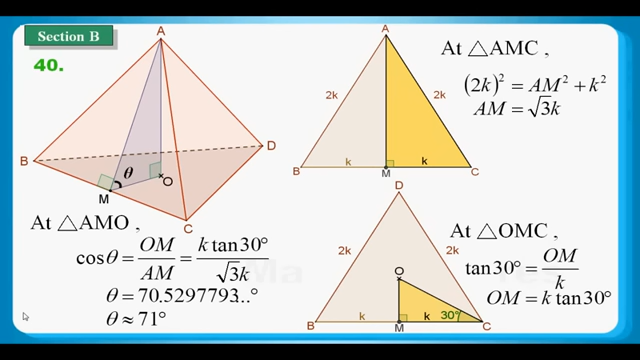 Section B
40.
A
B
D
M
O
C
θ
A
2k
2k
k
k
B
M
C
At △AMC ,
(2k)² = AM² + k²
AM = √3k
At △AMO ,
cosθ = OM/AM = k tan30°/√3k
θ = 70.5297793..°
θ ≈ 71°
D
2k
2k
O
k
k
30°
B
M
C
At △OMC ,
tan30° = OM/k
OM = k tan30°
Ma